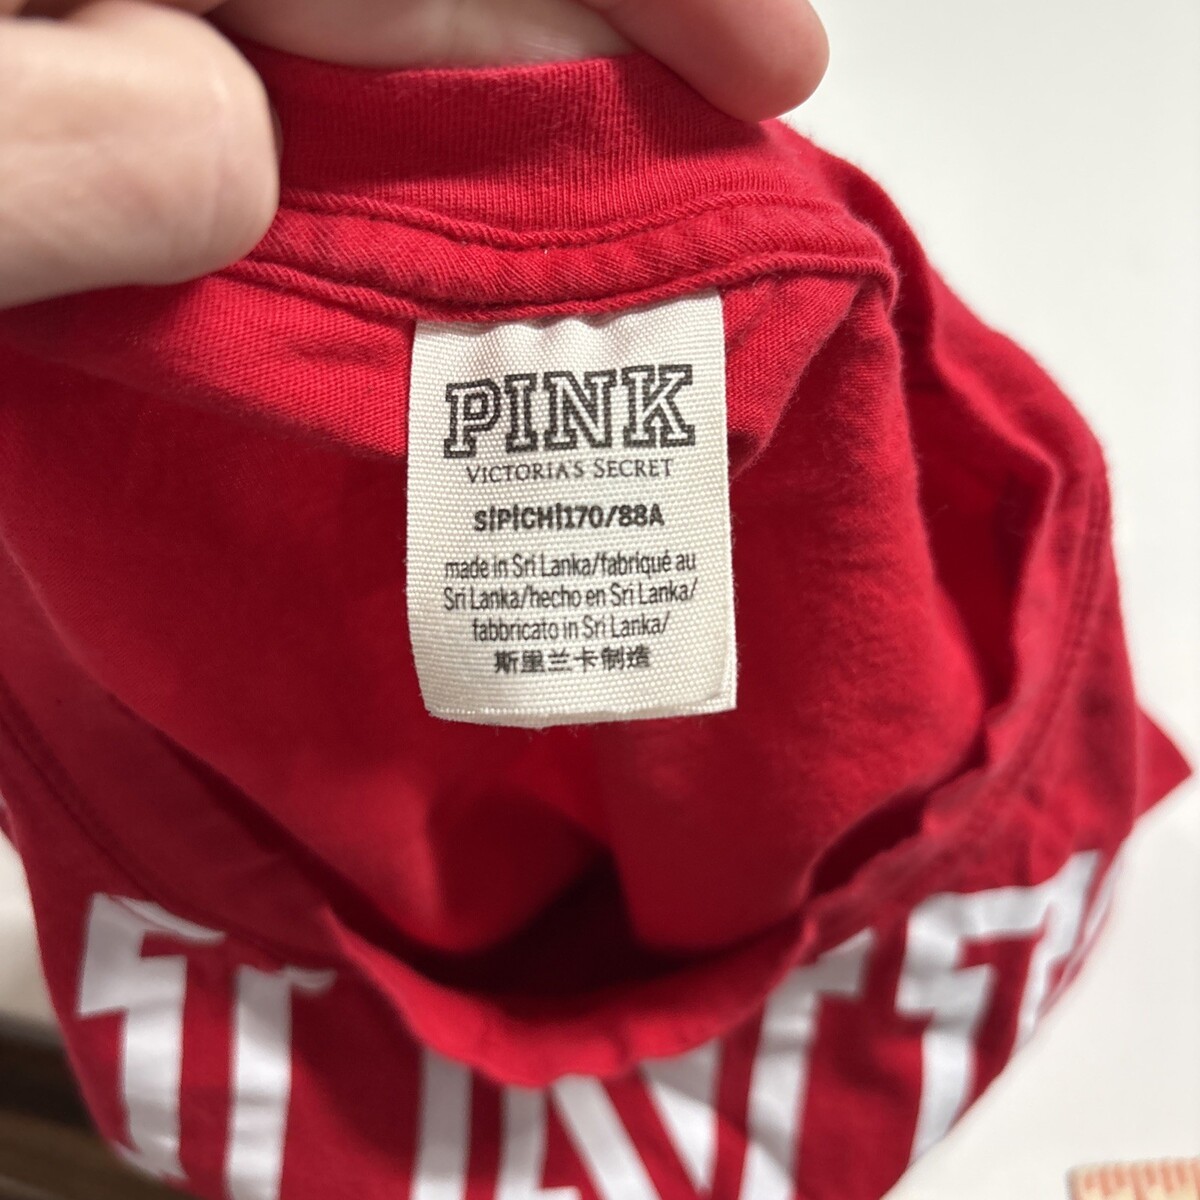 PINK
VICTORIA'S SECRET
S|P|CH|170/88A
made in Sri Lanka/fabriqué au
Sri Lanka/hecho en Sri Lanka/
fabbricato in Sri Lanka/
斯里兰卡制造